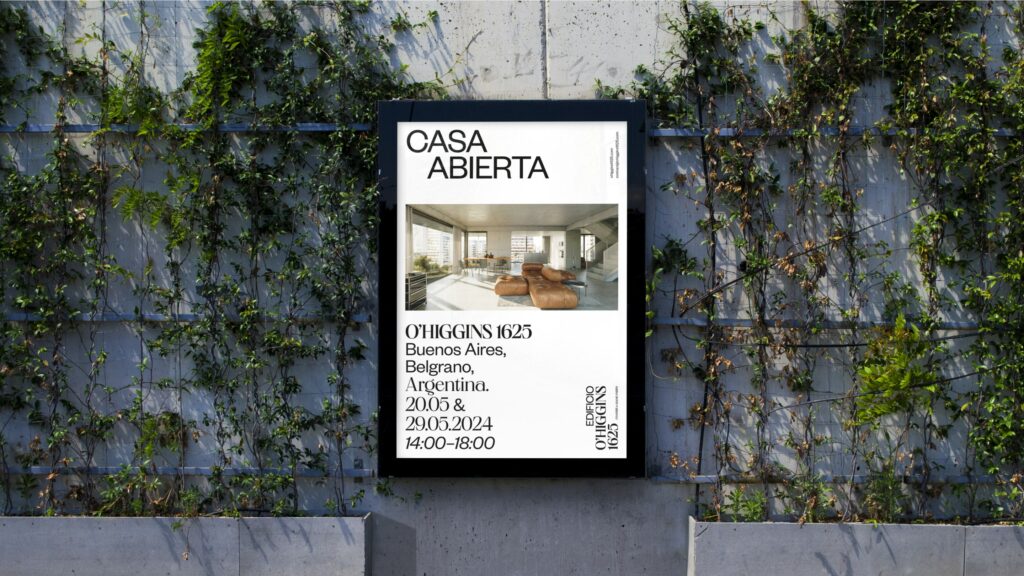 CASA
ABIERTA
O'HIGGINS 1625
Buenos Aires,
Belgrano,
Argentina.
20.05 &
29.05.2024
14:00–18:00
EDIFICIO
O'HIGGINS
1625